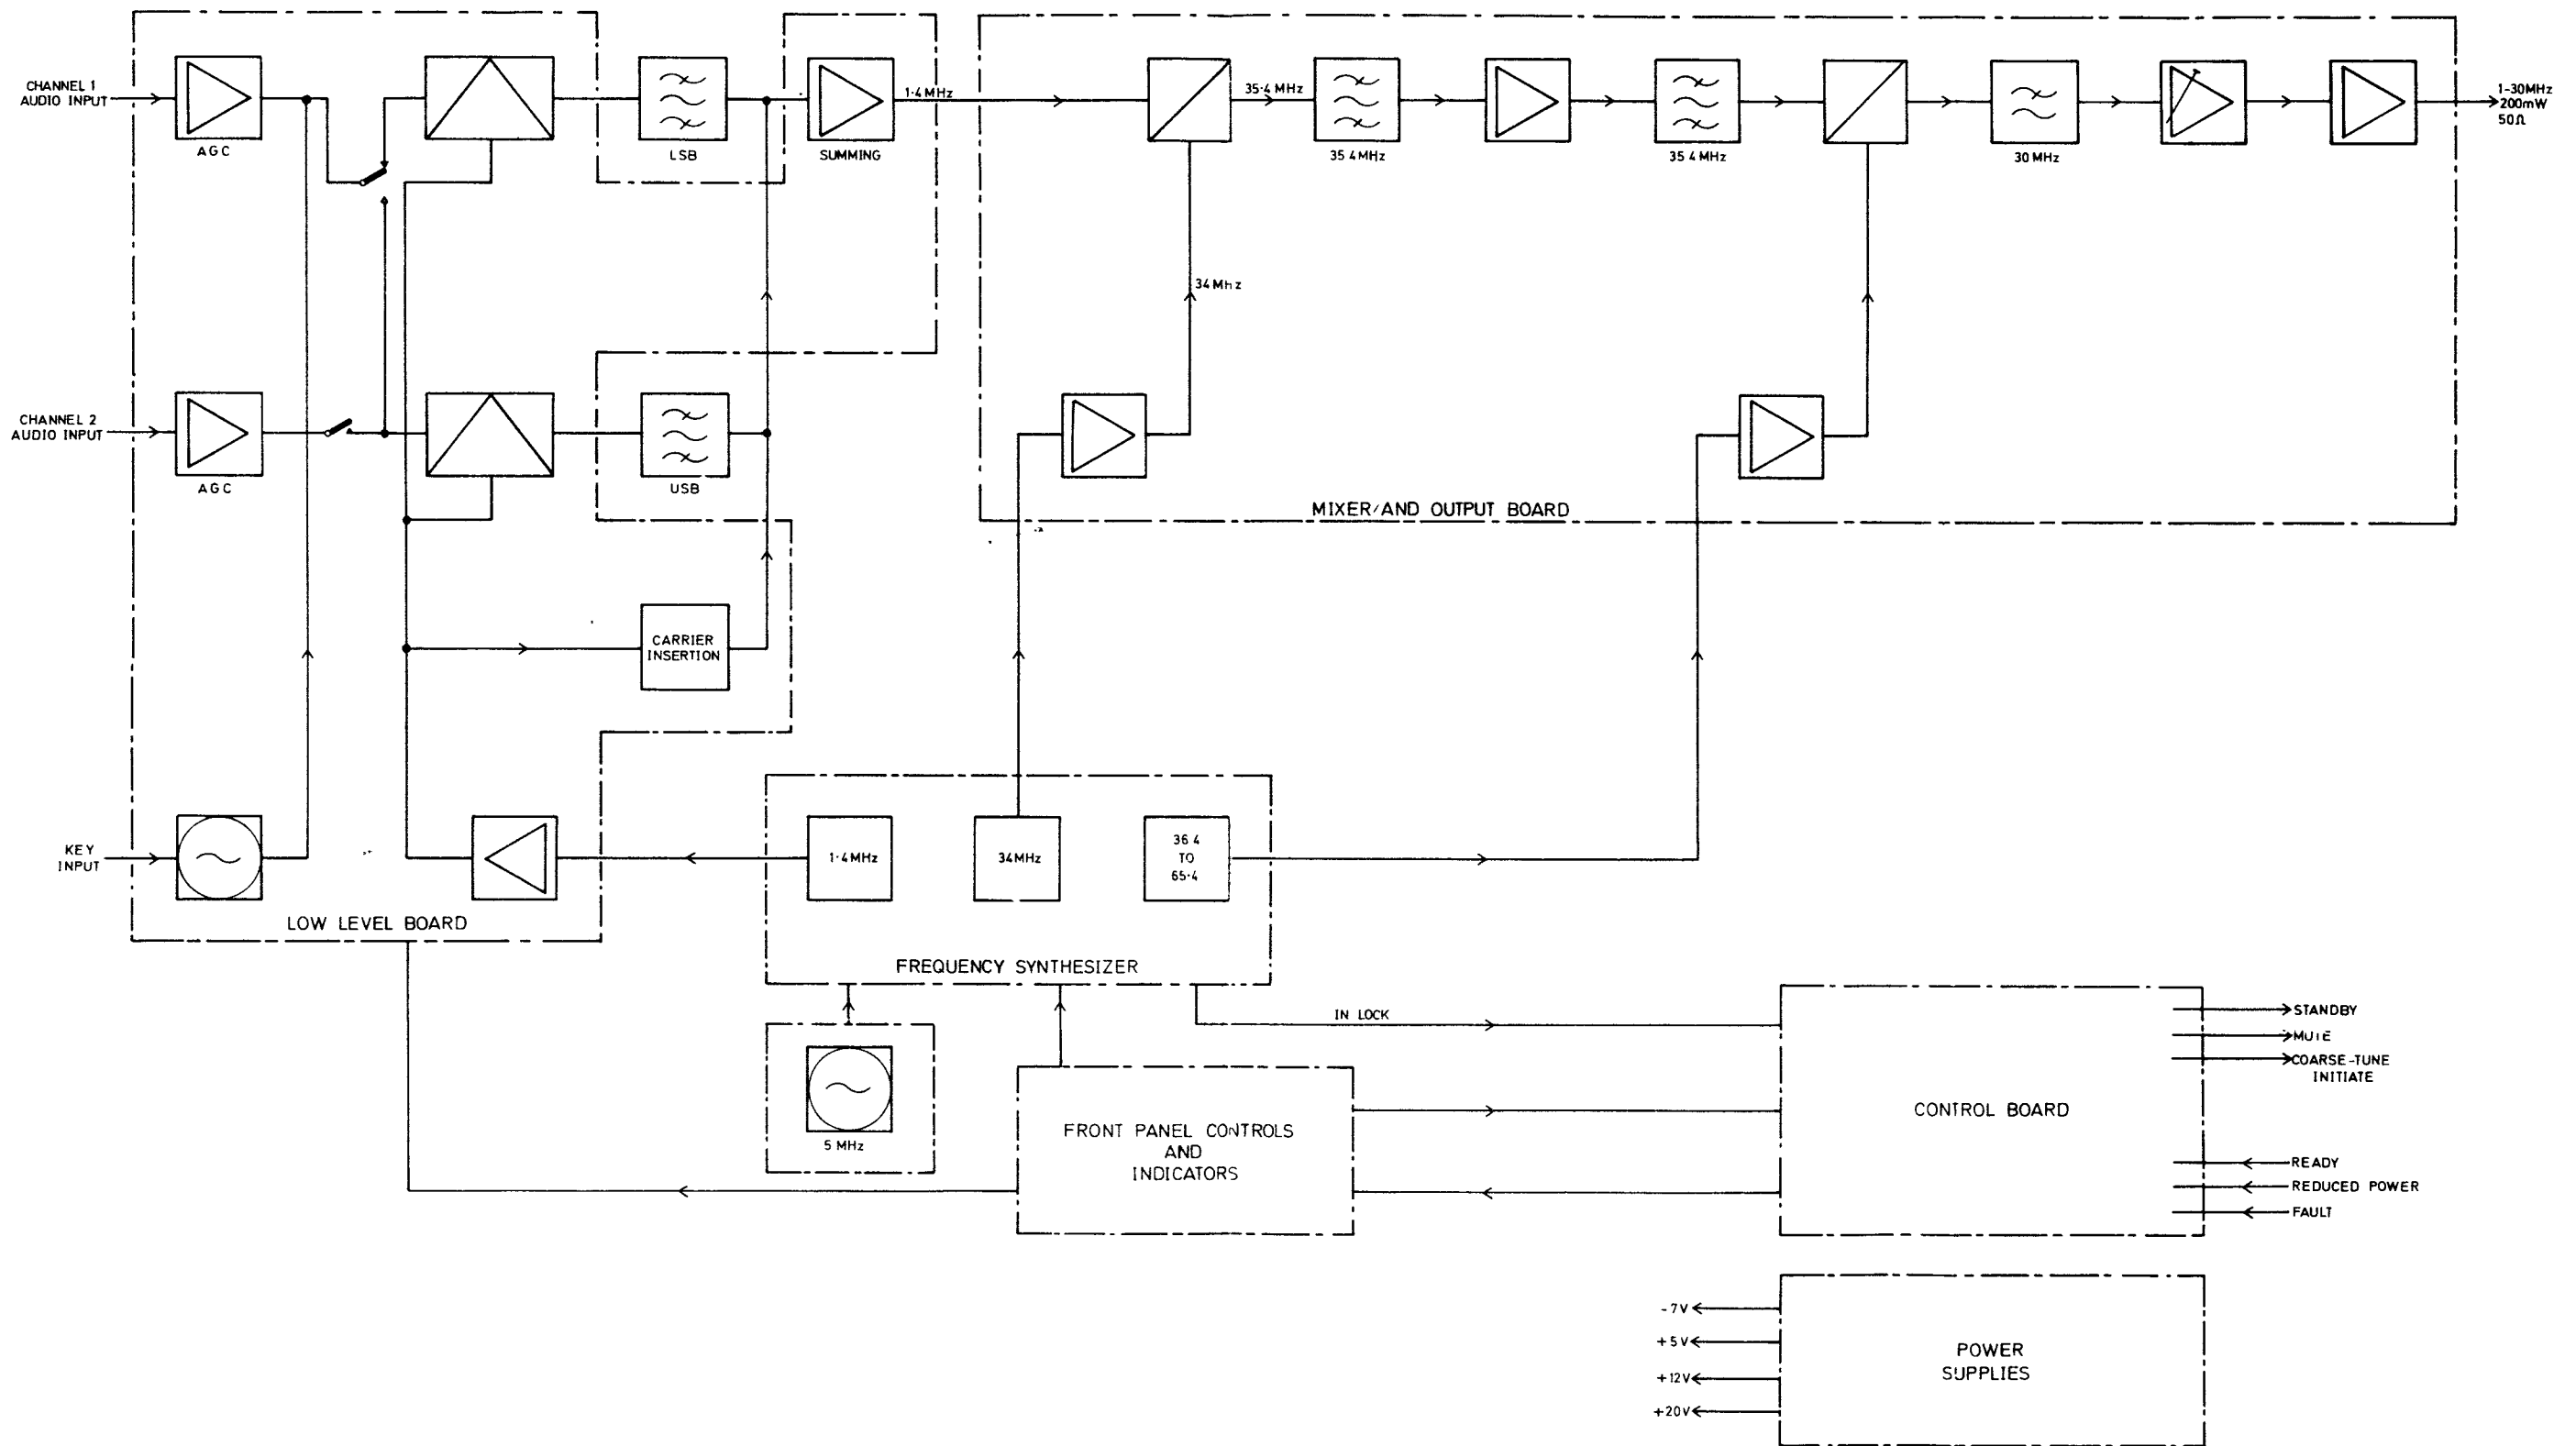 CHANNEL 1
AUDIO INPUT
AGC
LSB
SUMMING
1·4 MHz
35·4 MHz
35 4 MHz
35 4 MHz
30 MHz
1-30MHz
200mW
50Ω
34 Mhz
CHANNEL 2
AUDIO INPUT
AGC
USB
MIXER/AND OUTPUT BOARD
CARRIER
INSERTION
KEY
INPUT
1·4MHz
34MHz
36 4
TO
65·4
LOW LEVEL BOARD
FREQUENCY SYNTHESIZER
IN LOCK
5 MHz
FRONT PANEL CONTROLS
AND
INDICATORS
CONTROL BOARD
STANDBY
MUTE
COARSE-TUNE
INITIATE
READY
REDUCED POWER
FAULT
-7V
+5V
+12V
+20V
POWER
SUPPLIES